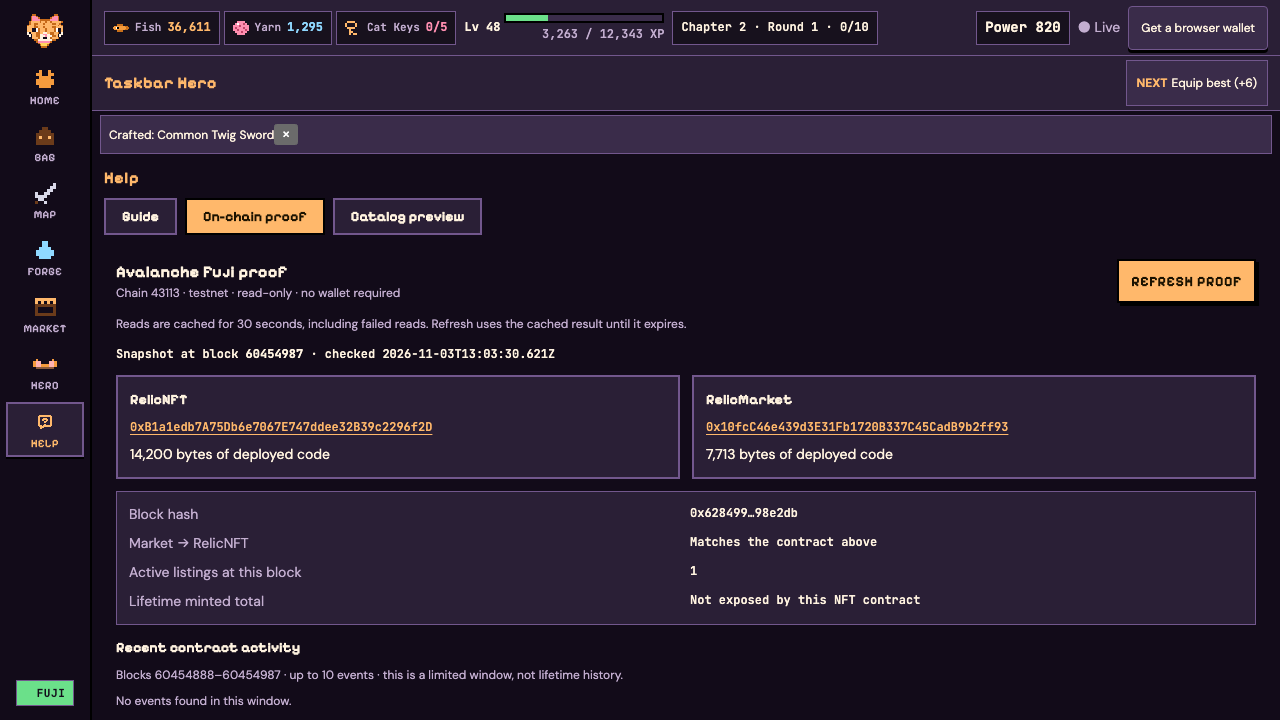 Fish 36,611
Yarn 1,295
Cat Keys 0/5
Lv 48
3,263 / 12,343 XP
Chapter 2 · Round 1 · 0/10
Power 820
Live
Get a browser wallet
HOME
BAG
MAP
FORGE
MARKET
HERO
HELP
FUJI
Taskbar Hero
NEXT Equip best (+6)
Crafted: Common Twig Sword ×
Help
Guide
On-chain proof
Catalog preview
Avalanche Fuji proof
Chain 43113 · testnet · read-only · no wallet required
REFRESH PROOF
Reads are cached for 30 seconds, including failed reads. Refresh uses the cached result until it expires.
Snapshot at block 60454987 · checked 2026-11-03T13:03:30.621Z
RelicNFT
0xB1a1edb7A75Db6e7067E747ddee32B39c2296f2D
14,200 bytes of deployed code
RelicMarket
0x10fcC46e439d3E31Fb1720B337C45CadB9b2ff93
7,713 bytes of deployed code
Block hash 0x628499…98e2db
Market → RelicNFT Matches the contract above
Active listings at this block 1
Lifetime minted total Not exposed by this NFT contract
Recent contract activity
Blocks 60454888–60454987 · up to 10 events · this is a limited window, not lifetime history.
No events found in this window.